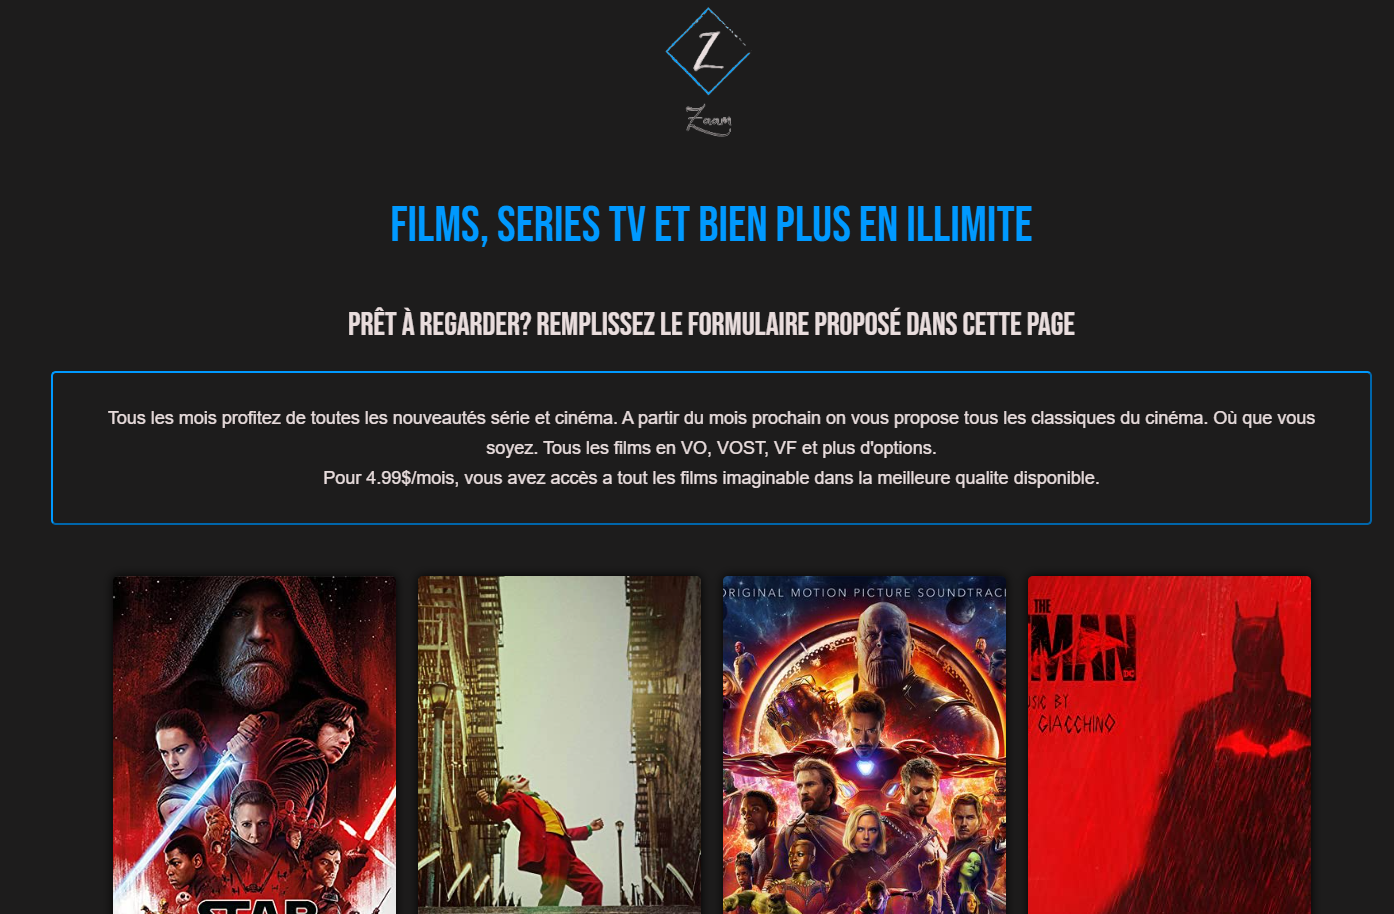 Z
Zaam
FILMS, SERIES TV ET BIEN PLUS EN ILLIMITE
PRÊT À REGARDER? REMPLISSEZ LE FORMULAIRE PROPOSÉ DANS CETTE PAGE
Tous les mois profitez de toutes les nouveautés série et cinéma. A partir du mois prochain on vous propose tous les classiques du cinéma. Où que vous
soyez. Tous les films en VO, VOST, VF et plus d'options.
Pour 4.99$/mois, vous avez accès a tout les films imaginable dans la meilleure qualite disponible.
ORIGINAL MOTION PICTURE SOUNDTRAC
THE
MAN
DC
USIC BY
GIACCHINO
STAR